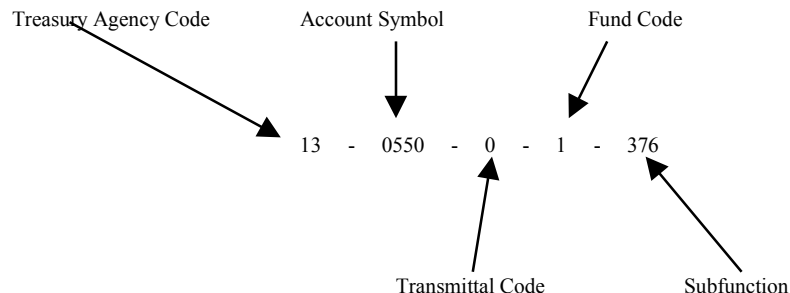 Treasury Agency Code Account Symbol Fund Code
13 - 0550 - 0 - 1 - 376
Transmittal Code Subfunction